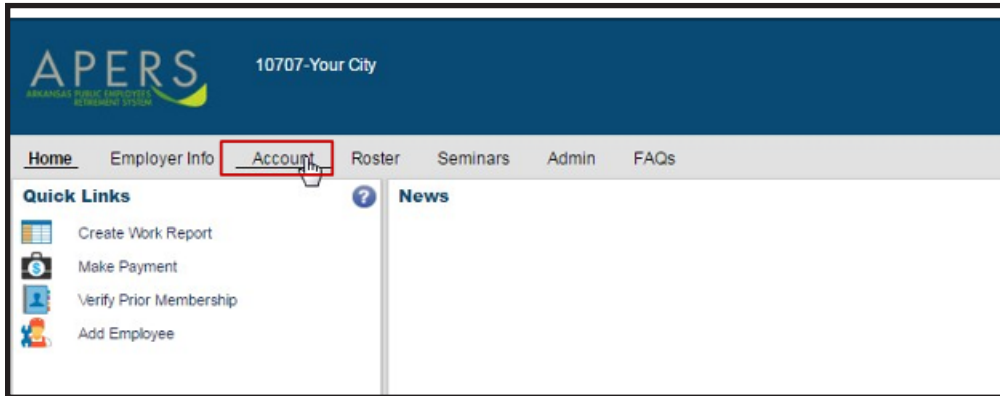 APERS
ARKANSAS PUBLIC EMPLOYEES
RETIREMENT SYSTEM
10707-Your City
Home Employer Info Account Roster Seminars Admin FAQs
Quick Links ?
Create Work Report
$
Make Payment
Verify Prior Membership
Add Employee
News